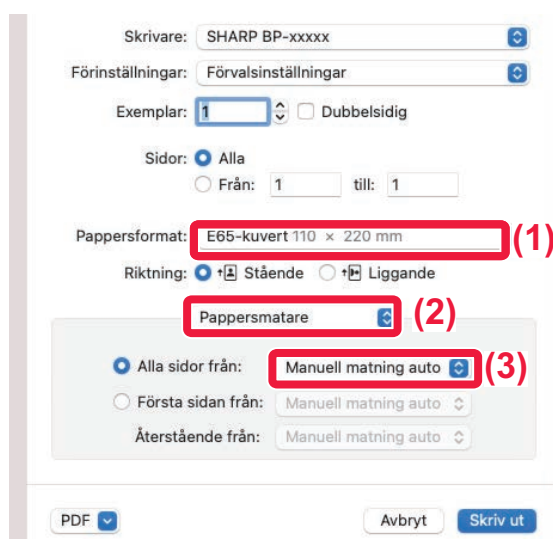 Skrivare: SHARP BP-xxxxx
Förinställningar: Förvalsinställningar
Exemplar: 1 Dubbelsidig
Sidor: Alla
Från: 1 till: 1
Pappersformat: E65-kuvert 110 × 220 mm (1)
Riktning: Stående Liggande
Pappersmatare (2)
Alla sidor från: Manuell matning auto (3)
Första sidan från: Manuell matning auto
Återstående från: Manuell matning auto
PDF Avbryt Skriv ut